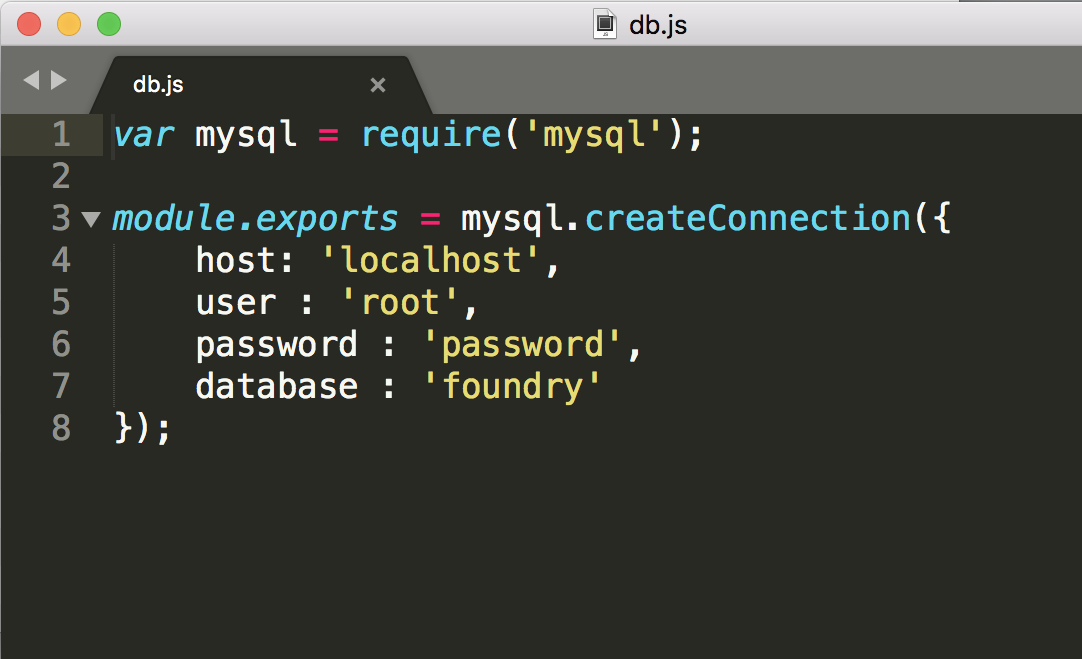 db.js
db.js
1 var mysql = require('mysql');
2
3 module.exports = mysql.createConnection({
4     host: 'localhost',
5     user : 'root',
6     password : 'password',
7     database : 'foundry'
8 });